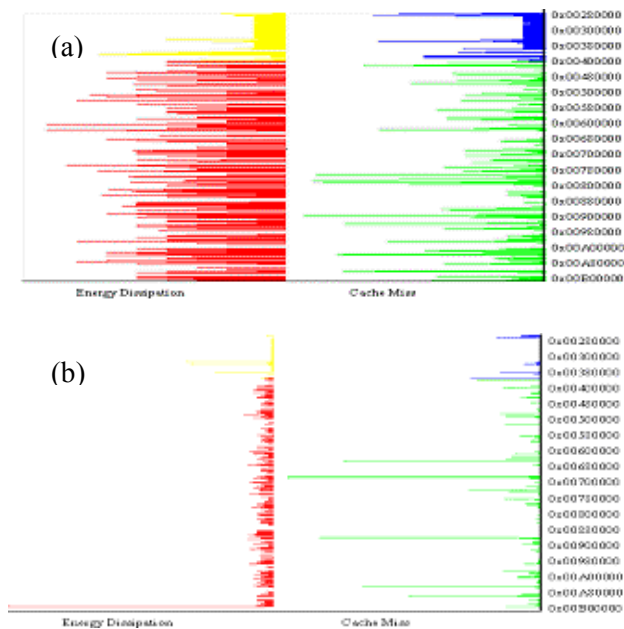 (a)
0x00280000
0x00300000
0x00380000
0x00400000
0x00480000
0x00500000
0x00580000
0x00600000
0x00680000
0x00700000
0x00780000
0x00800000
0x00880000
0x00900000
0x00980000
0x00A00000
0x00A80000
0x00B00000
Energy Dissipation
Cache Miss
(b)
0x00280000
0x00300000
0x00380000
0x00400000
0x00480000
0x00500000
0x00580000
0x00600000
0x00680000
0x00700000
0x00780000
0x00800000
0x00880000
0x00900000
0x00980000
0x00A00000
0x00A80000
0x00B00000
Energy Dissipation
Cache Miss